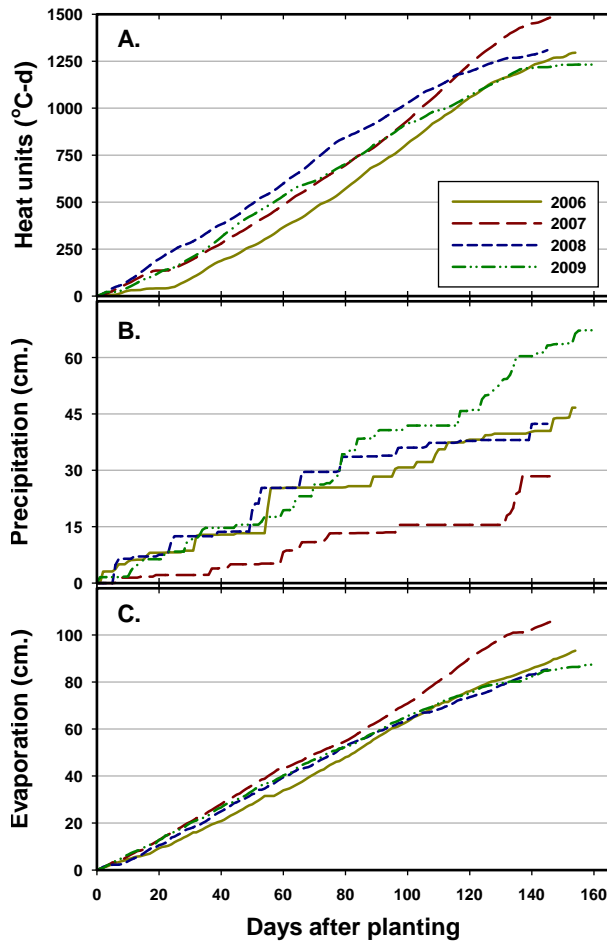 A.
Heat units (°C-d)
1500
1250
1000
750
500
250
0
2006
2007
2008
2009
B.
Precipitation (cm.)
60
45
30
15
0
C.
Evaporation (cm.)
100
80
60
40
20
0
0 20 40 60 80 100 120 140 160
Days after planting